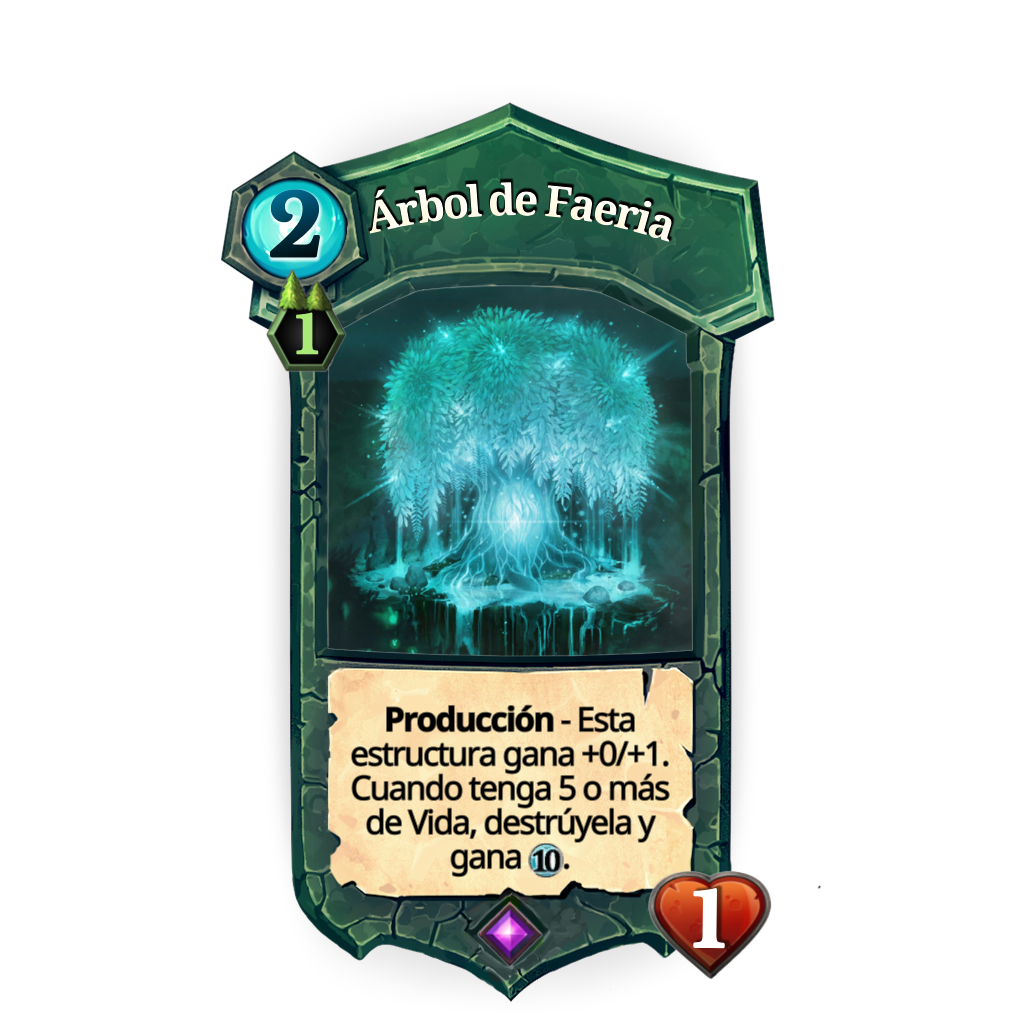 2
Árbol de Faeria
1
Producción - Esta
estructura gana +0/+1.
Cuando tenga 5 o más
de Vida, destrúyela y
gana 10.
1